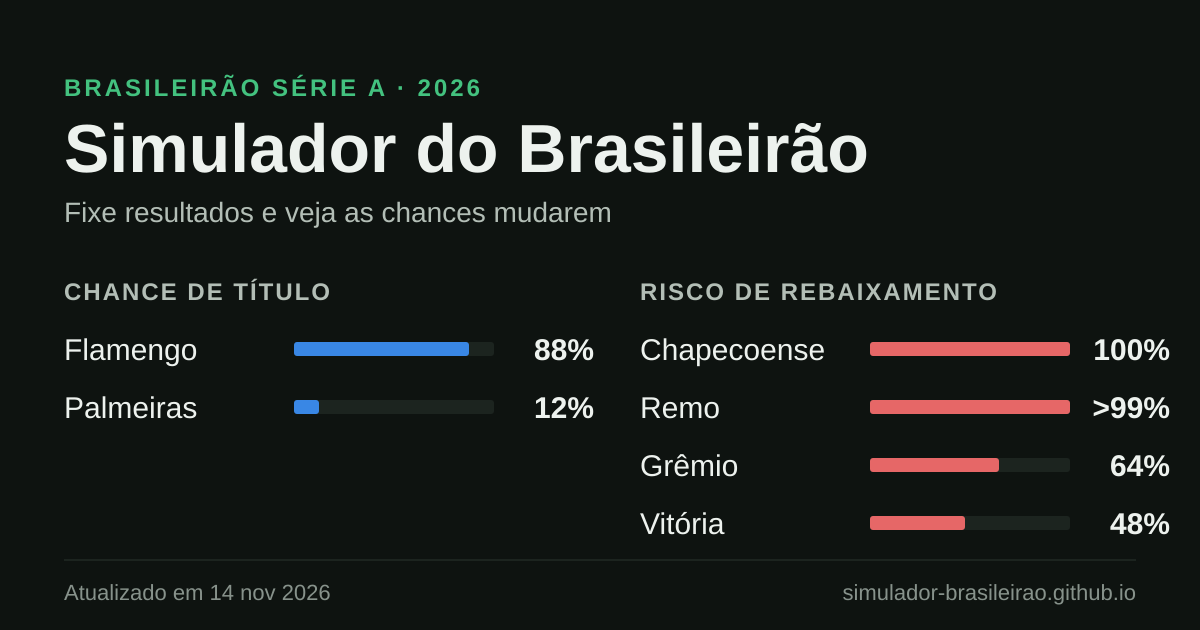 BRASILEIRÃO SÉRIE A · 2026
Simulador do Brasileirão
Fixe resultados e veja as chances mudarem
CHANCE DE TÍTULO
Flamengo 88%
Palmeiras 12%
RISCO DE REBAIXAMENTO
Chapecoense 100%
Remo >99%
Grêmio 64%
Vitória 48%
Atualizado em 14 nov 2026
simulador-brasileirao.github.io